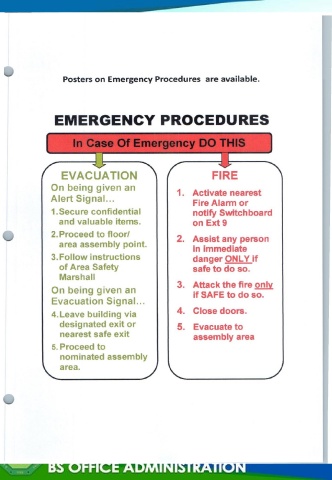 Posters on Emergency Procedures are available.
EMERGENCY PROCEDURES
In Case Of Emergency DO THIS
EVACUATION
On being given an
Alert Signal...
1. Secure confidential
and valuable items.
2. Proceed to floor/
area assembly point.
3. Follow instructions
of Area Safety
Marshall
On being given an
Evacuation Signal...
4. Leave building via
designated exit or
nearest safe exit
5. Proceed to
nominated assembly
area.
FIRE
1. Activate nearest
Fire Alarm or
notify Switchboard
on Ext 9
2. Assist any person
in immediate
danger ONLY if
safe to do so.
3. Attack the fire only
if SAFE to do so.
4. Close doors.
5. Evacuate to
assembly area
BS OFFICE ADMINISTRATION